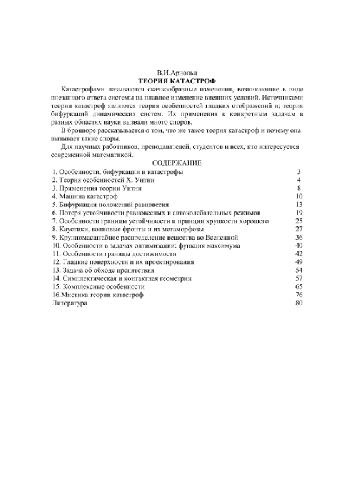 В.И.Арнольд
ТЕОРИЯ КАТАСТРОФ
Катастрофами называются скачкообразные изменения, возникающие в виде
внезапного ответа системы на плавное изменение внешних условий. Источниками
теории катастроф являются теория особенностей гладких отображений и теория
бифуркаций динамических систем. Их применения к конкретным задачам в
разных областях науки вызвали много споров.
В брошюре рассказывается о том, что же такое теория катастроф и почему она
вызывает такие споры.
Для научных работников, преподавателей, студентов и всех, кто интересуется
современной математикой.
СОДЕРЖАНИЕ
1. Особенности, бифуркации и катастрофы 3
2. Теория особенностей Х. Уитни 4
3. Применения теории Уитни 8
4. Машина катастроф 10
5. Бифуркации положений равновесия 13
6. Потеря устойчивости равновесных и автоколебательных режимов 19
7. Особенности границы устойчивости и принцип хрупкости хорошего 25
8. Каустики, волновые фронты и их метаморфозы 27
9. Крупномасштабное распределение вещества во Вселенной 36
10. Особенности в задачах оптимизации: функция максимума 40
11. Особенности границы достижимости 42
12. Гладкие поверхности и их проектирования 49
13. Задача об обходе препятствия 54
14. Симплектическая и контактная геометрии 57
15. Комплексные особенности 65
16.Мистика теории катастроф 76
Литература 80